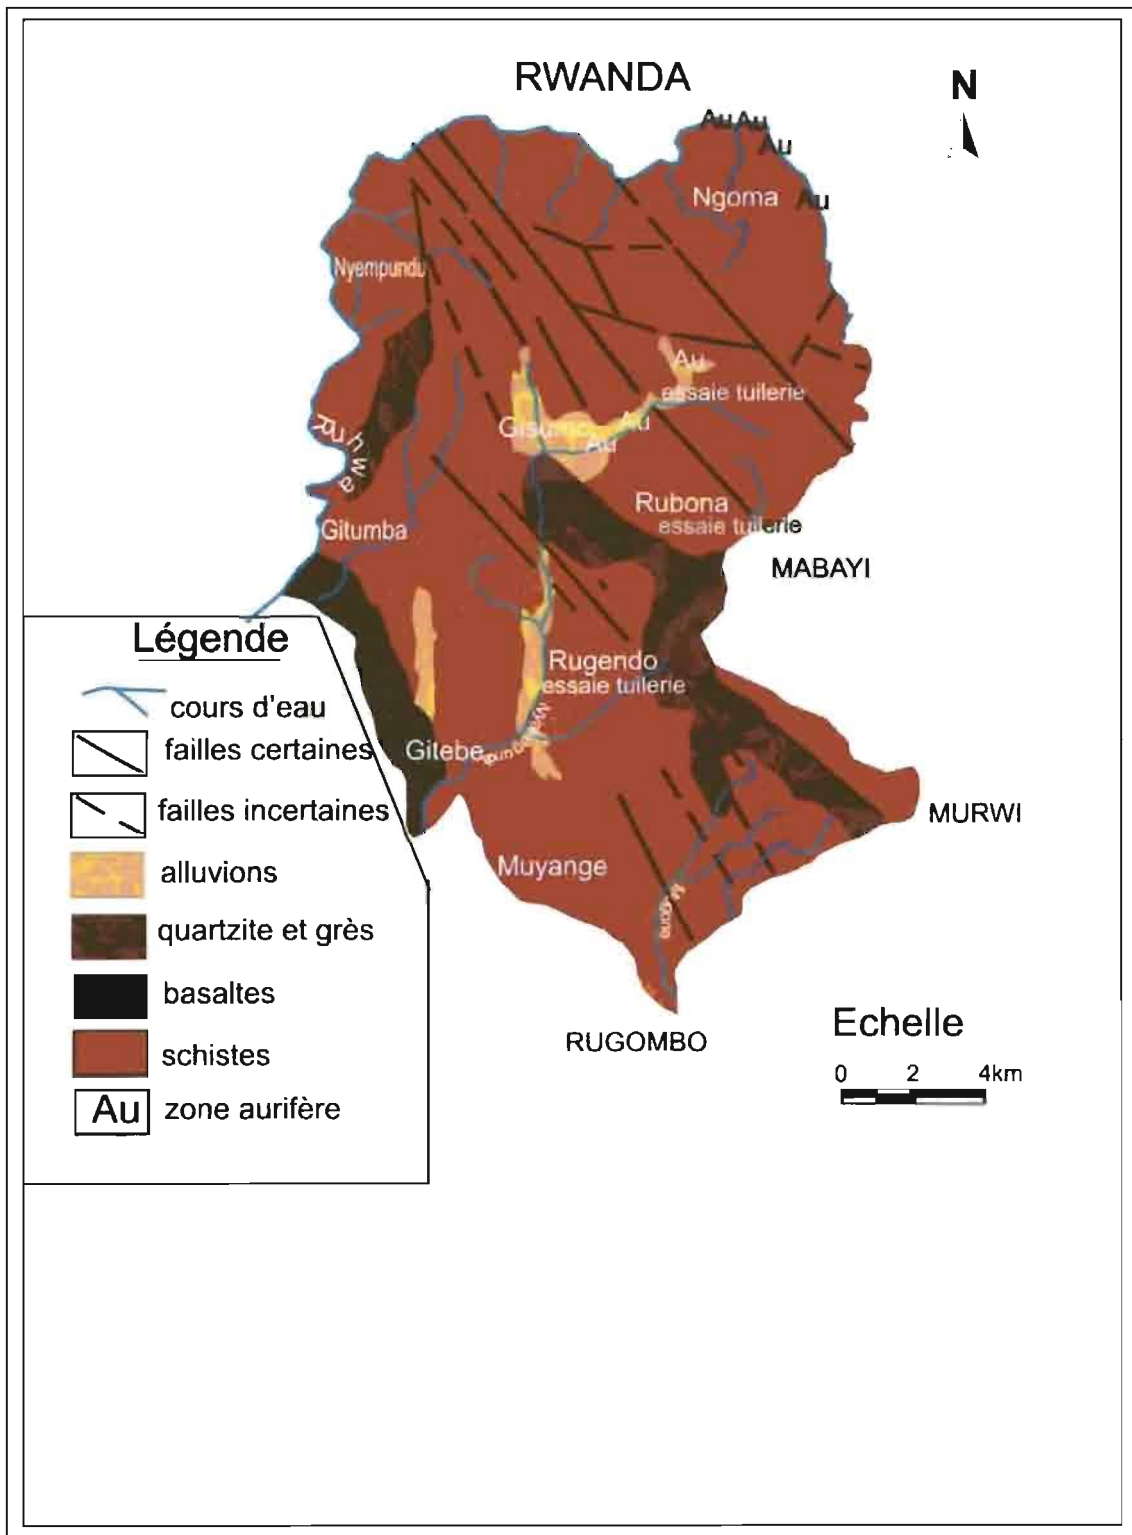 RWANDA
N
Au Au
Au
Ngoma
Au
Nyempundu
Au
essaie tuilerie
Gisumo
Au
Au
Rubona
essaie tuilerie
Gitumba
MABAYI
Légende
cours d'eau
failles certaines
failles incertaines
alluvions
quartzite et grès
basaltes
schistes
Au zone aurifère
Rugendo
essaie tuilerie
Gitebe
MURWI
Muyange
RUGOMBO
Echelle
0 2 4km